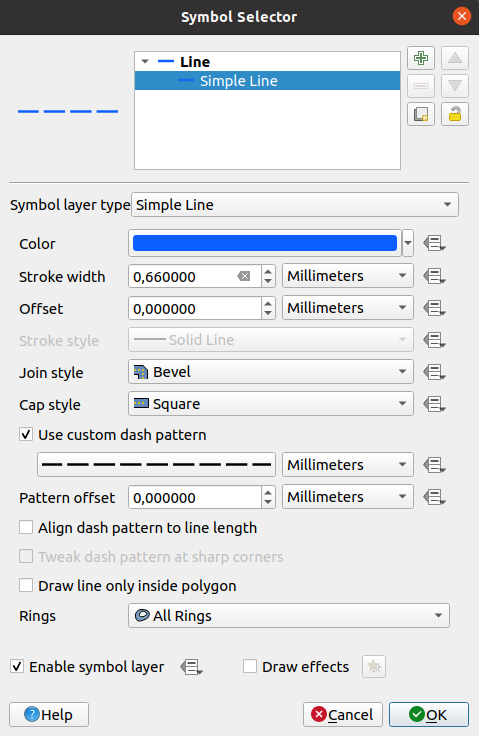 Symbol Selector
Line
Simple Line
Symbol layer type Simple Line
Color
Stroke width 0,660000 Millimeters
Offset 0,000000 Millimeters
Stroke style Solid Line
Join style Bevel
Cap style Square
Use custom dash pattern
Millimeters
Pattern offset 0,000000 Millimeters
Align dash pattern to line length
Tweak dash pattern at sharp corners
Draw line only inside polygon
Rings All Rings
Enable symbol layer Draw effects
Help Cancel OK